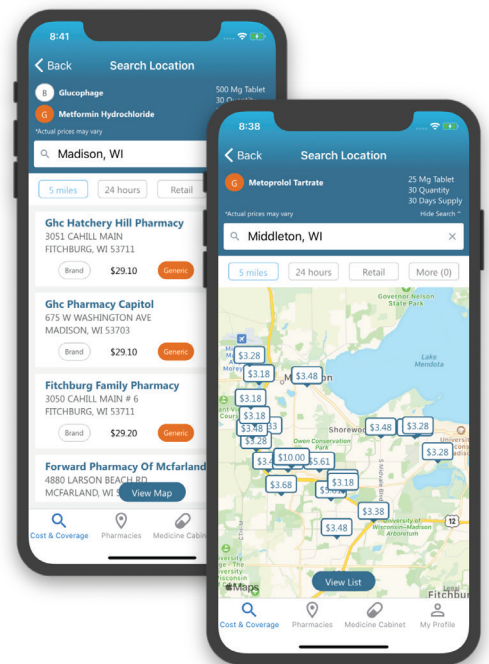 8:41
Back
Search Location
B Glucophage
500 Mg Tablet
G Metformin Hydrochloride
*Actual prices may vary
Madison, WI
5 miles
24 hours
Retail
Ghc Hatchery Hill Pharmacy
3051 CAHILL MAIN
FITCHBURG, WI 53711
Brand $29.10 Generic
Ghc Pharmacy Capitol
675 W WASHINGTON AVE
MADISON, WI 53703
Brand $29.10 Generic
Fitchburg Family Pharmacy
3050 CAHILL MAIN # 6
FITCHBURG, WI 53711
Brand $29.20 Generic
Forward Pharmacy Of Mcfarland
4880 LARSON BEACH RD
MCFARLAND, WI
View Map
Cost & Coverage
Pharmacies
8:38
Back
Search Location
G Metoprolol Tartrate
25 Mg Tablet
30 Quantity
30 Days Supply
*Actual prices may vary
Hide Search ^
Middleton, WI
5 miles
24 hours
Retail
More (0)
Governor Nelson
State Park
$3.28
$3.18
$3.48
Lake
Mendota
$3.18
$3.18
$3.48
$3.28
$3.48
$3.28
Owen Conservation
Park
$10.00
$5.61
$3.28
$3.68
$3.18
$3.38
$3.48
University of
Wisconsin–Madison
Arboretum
12
Maps
View List
Legal
Cost & Coverage
Pharmacies
Medicine Cabinet
My Profile